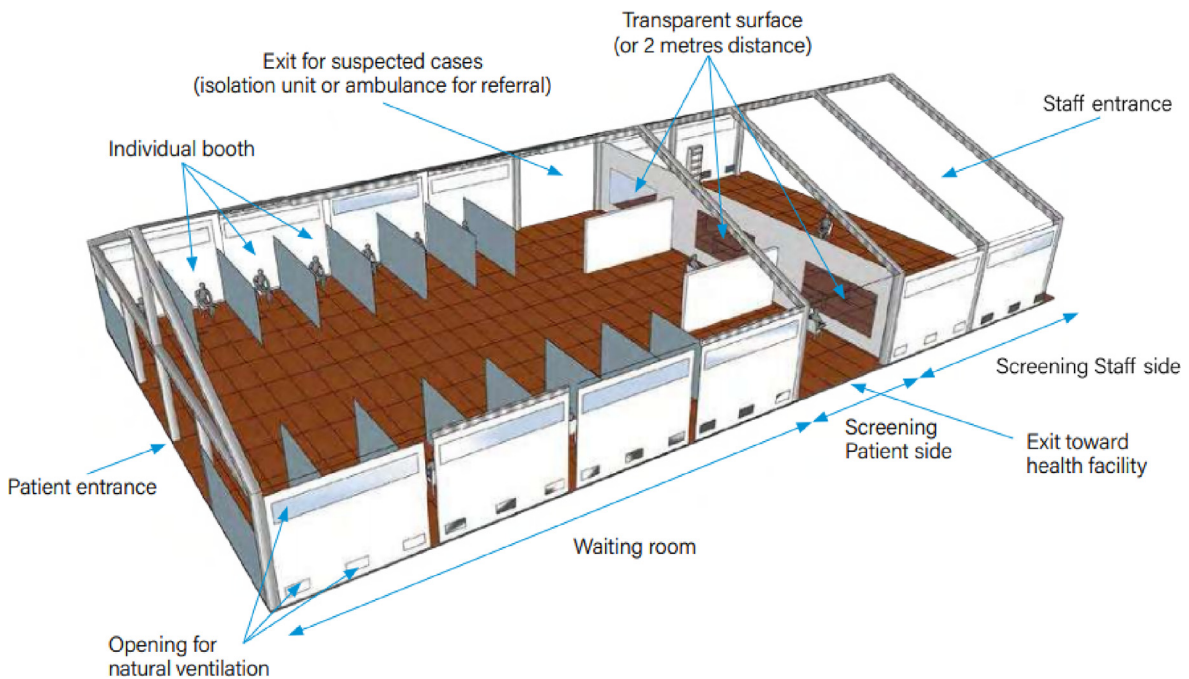 Transparent surface
(or 2 metres distance)
Exit for suspected cases
(isolation unit or ambulance for referral)
Staff entrance
Individual booth
Screening Staff side
Screening
Patient side
Exit toward
health facility
Patient entrance
Waiting room
Opening for
natural ventilation